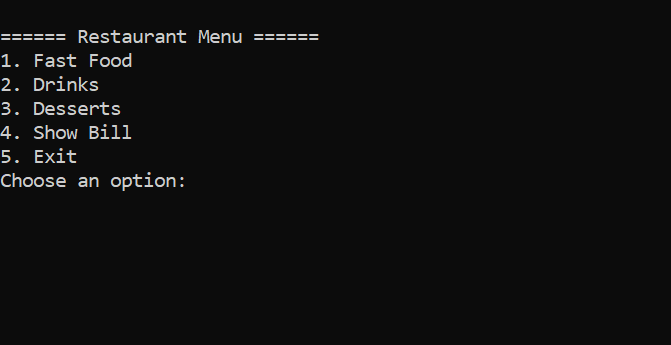 ====== Restaurant Menu ======
1. Fast Food
2. Drinks
3. Desserts
4. Show Bill
5. Exit
Choose an option: